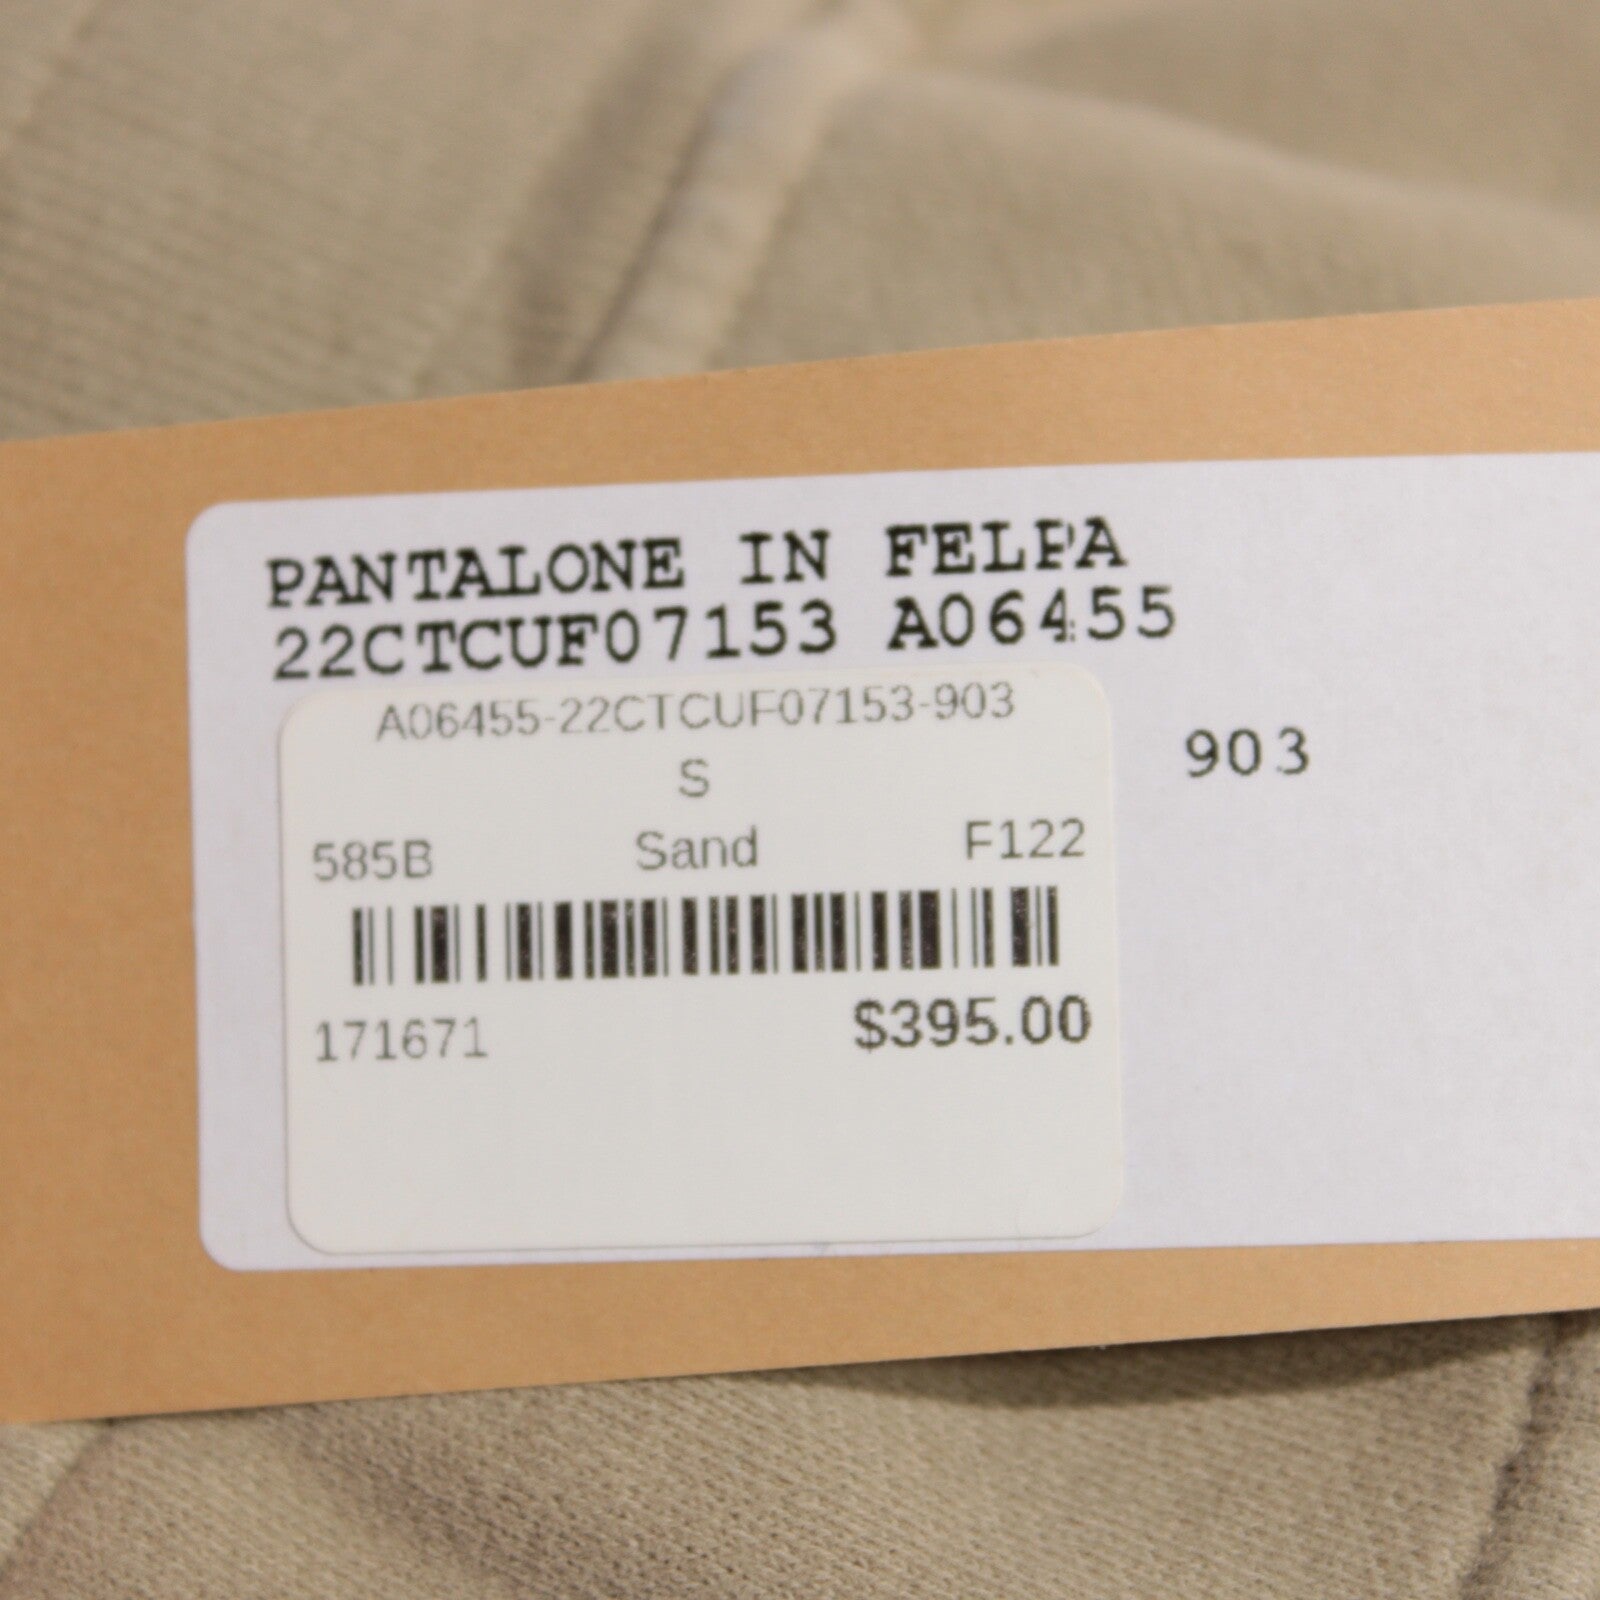 PANTALONE IN FELPA
22CTCUF07153 A06455
903
A06455-22CTCUF07153-903
S
585B Sand F122
171671 $395.00